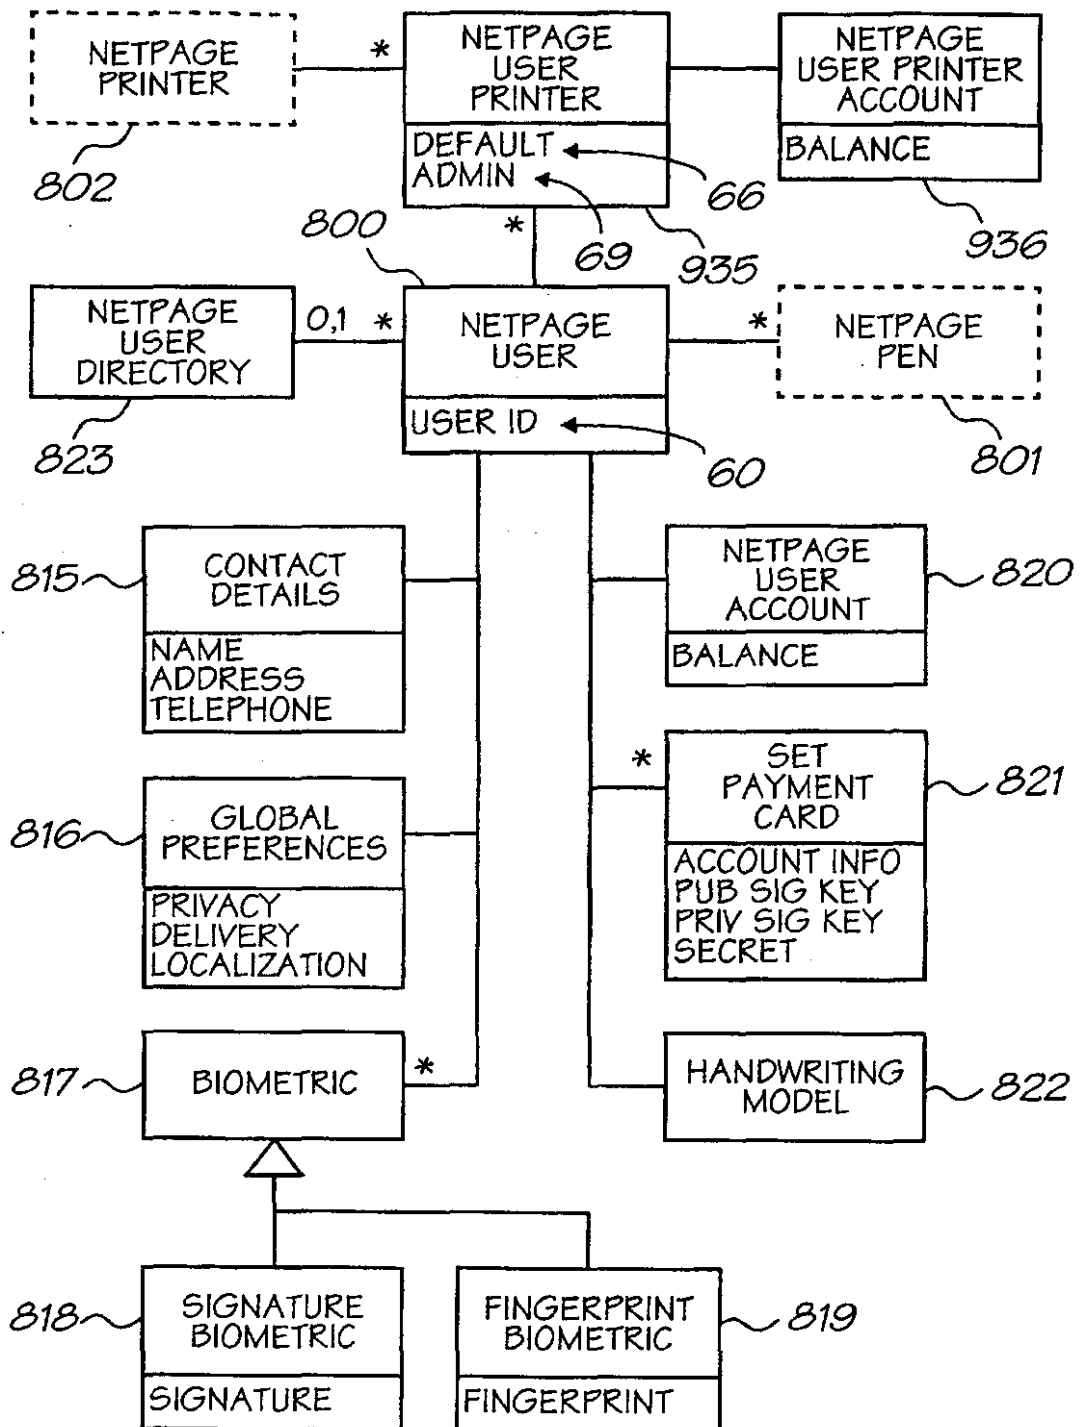 NETPAGE
PRINTER
802
*
NETPAGE
USER
PRINTER
DEFAULT
ADMIN
66
69
935
NETPAGE
USER PRINTER
ACCOUNT
BALANCE
936
*
800
NETPAGE
USER
DIRECTORY
823
0,1
*
NETPAGE
USER
USER ID
60
*
NETPAGE
PEN
801
815
CONTACT
DETAILS
NAME
ADDRESS
TELEPHONE
NETPAGE
USER
ACCOUNT
BALANCE
820
816
GLOBAL
PREFERENCES
PRIVACY
DELIVERY
LOCALIZATION
*
SET
PAYMENT
CARD
ACCOUNT INFO
PUB SIG KEY
PRIV SIG KEY
SECRET
821
817
BIOMETRIC
*
HANDWRITING
MODEL
822
818
SIGNATURE
BIOMETRIC
SIGNATURE
FINGERPRINT
BIOMETRIC
FINGERPRINT
819